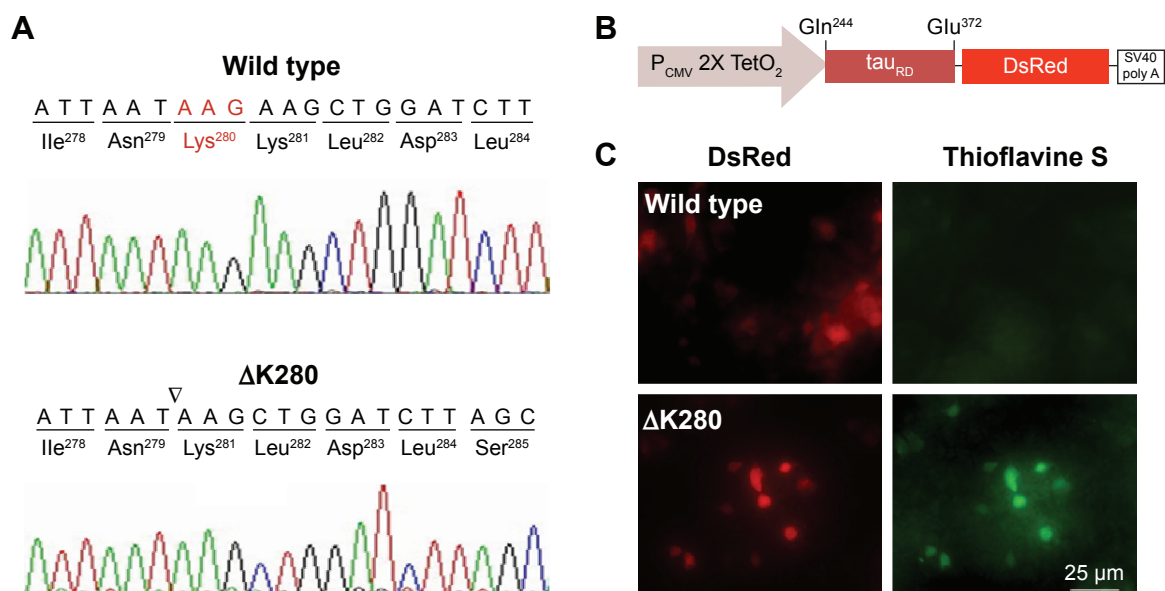 A
Wild type
A T T A A T A A G A A G C T G G A T C T T
Ile278 Asn279 Lys280 Lys281 Leu282 Asp283 Leu284
ΔK280
∇
A T T A A T A A G C T G G A T C T T A G C
Ile278 Asn279 Lys281 Leu282 Asp283 Leu284 Ser285
B
Gln244 Glu372
PCMV 2X TetO2 tauRD DsRed SV40
poly A
C
DsRed Thioflavine S
Wild type
ΔK280
25 µm